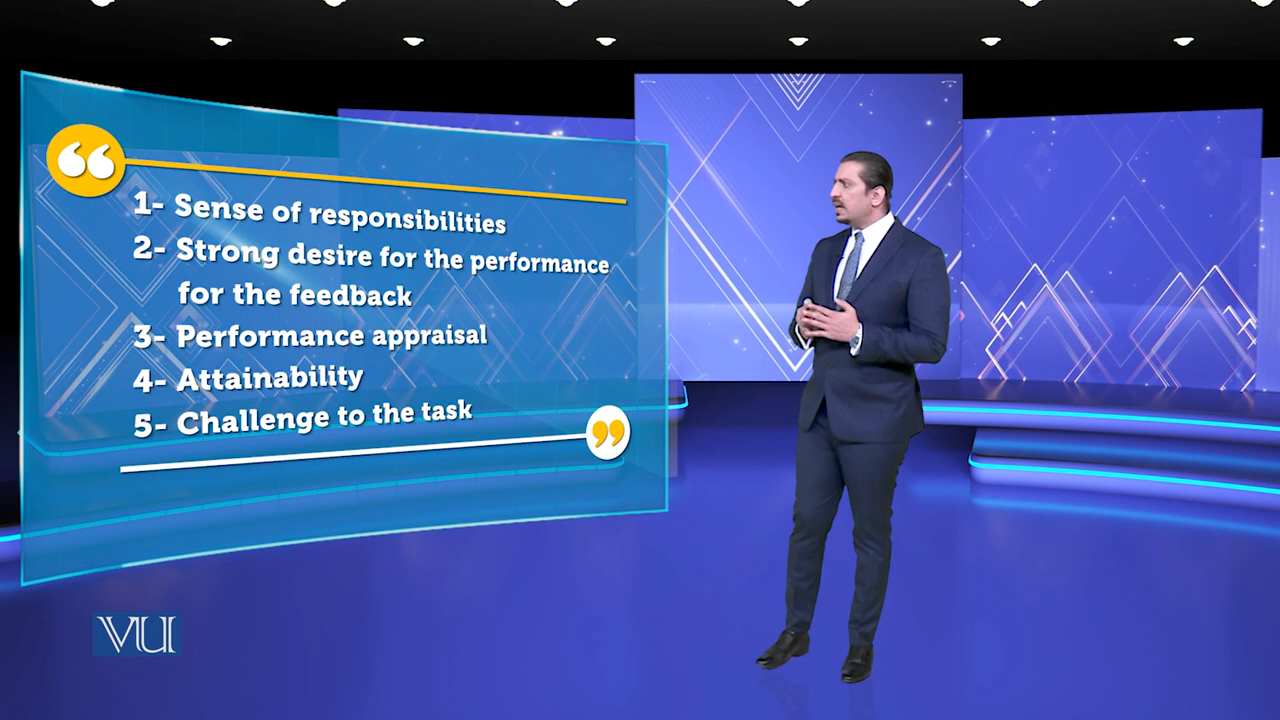 1- Sense of responsibilities
2- Strong desire for the performance
for the feedback
3- Performance appraisal
4- Attainability
5- Challenge to the task
VU